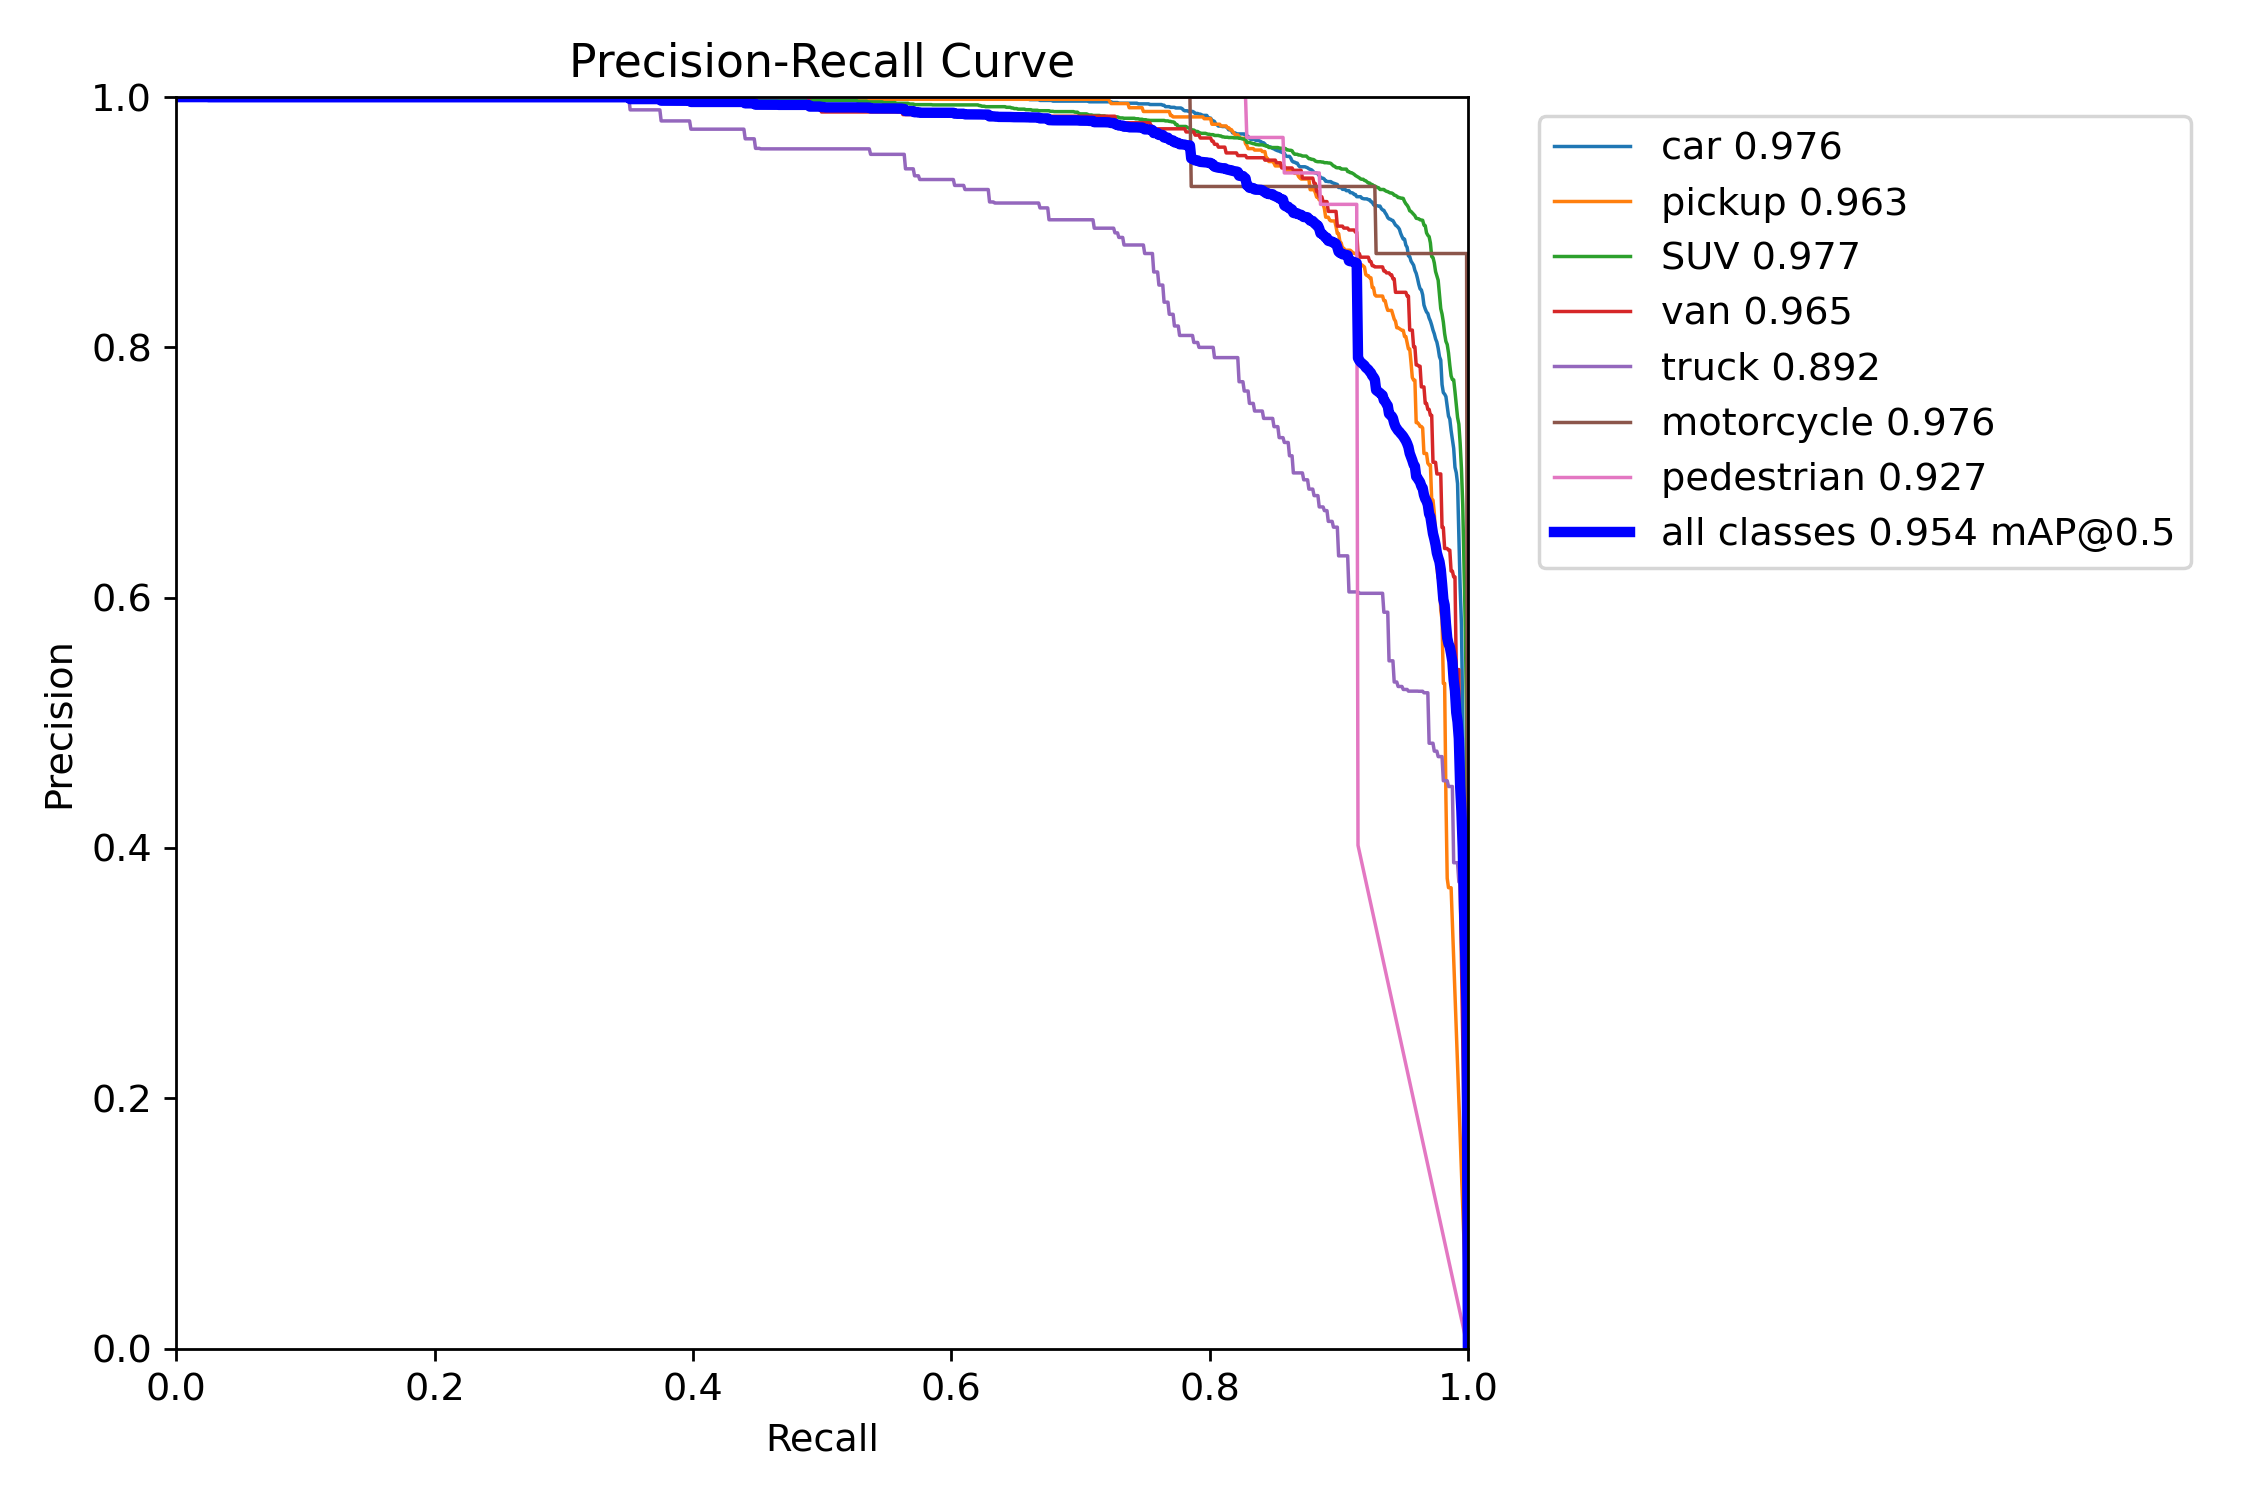 Precision-Recall Curve
1.0
0.8
0.6
0.4
0.2
0.0
Precision
0.0 0.2 0.4 0.6 0.8 1.0
Recall
car 0.976
pickup 0.963
SUV 0.977
van 0.965
truck 0.892
motorcycle 0.976
pedestrian 0.927
all classes 0.954 mAP@0.5